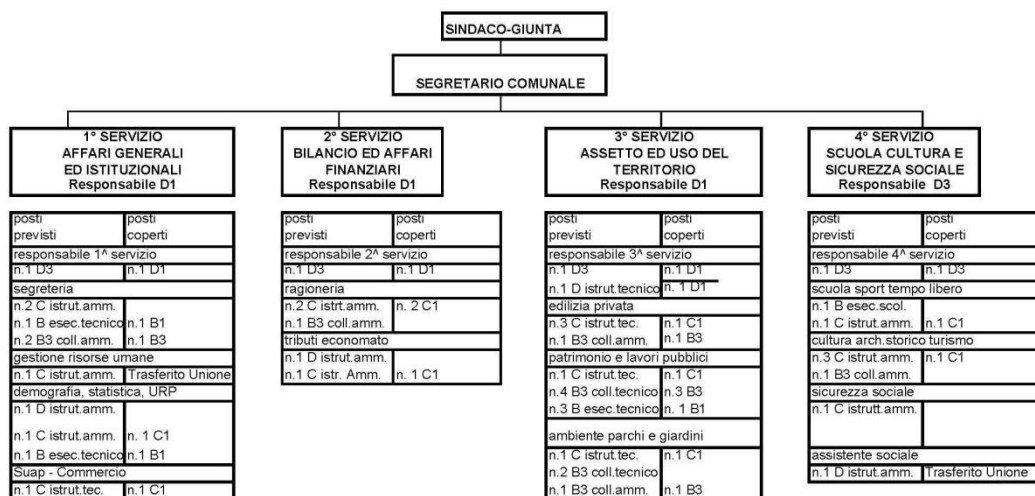 SINDACO-GIUNTA
SEGRETARIO COMUNALE
1° SERVIZIO
AFFARI GENERALI
ED ISTITUZIONALI
Responsabile D1
posti previsti posti coperti
responsabile 1^ servizio
n.1 D3 n.1 D1
segreteria
n.2 C istrut.amm.
n.1 B esec.tecnico n.1 B1
n.2 B3 coll.amm. n.1 B3
gestione risorse umane
n.1 C istrut.amm. Trasferito Unione
demografia, statistica, URP
n.1 D istrut.amm.
n.1 C istrut.amm. n. 1 C1
n.1 B esec.tecnico n.1 B1
Suap - Commercio
n.1 C istrut.tec. n.1 C1
2° SERVIZIO
BILANCIO ED AFFARI
FINANZIARI
Responsabile D1
posti previsti posti coperti
responsabile 2^ servizio
n.1 D3 n.1 D1
ragioneria
n.2 C istrt.amm. n. 2 C1
n.1 B3 coll.amm.
tributi economato
n.1 D istrut.amm.
n.1 C istr. Amm. n. 1 C1
3° SERVIZIO
ASSETTO ED USO DEL
TERRITORIO
Responsabile D1
posti previsti posti coperti
responsabile 3^ servizio
n.1 D3 n.1 D1
n.1 D istrut.tecnico n. 1 D1
edilizia privata
n.3 C istrut.tec. n.1 C1
n.1 B3 coll.amm. n.1 B3
patrimonio e lavori pubblici
n.1 C istrut.tec. n.1 C1
n.4 B3 coll.tecnico n.3 B3
n.3 B esec.tecnico n. 1 B1
ambiente parchi e giardini
n.1 C istrut.tec. n.1 C1
n.2 B3 coll.tecnico
n.1 B3 coll.amm. n.1 B3
4° SERVIZIO
SCUOLA CULTURA E
SICUREZZA SOCIALE
Responsabile D3
posti previsti posti coperti
responsabile 4^ servizio
n.1 D3 n.1 D3
scuola sport tempo libero
n.1 B esec.scol.
n.1 C istrut.amm. n.1 C1
cultura arch.storico turismo
n.3 C istrut.amm. n.1 C1
n.1 B3 coll.amm.
sicurezza sociale
n.1 C istrutt.amm.
assistente sociale
n.1 D istrut.amm. Trasferito Unione